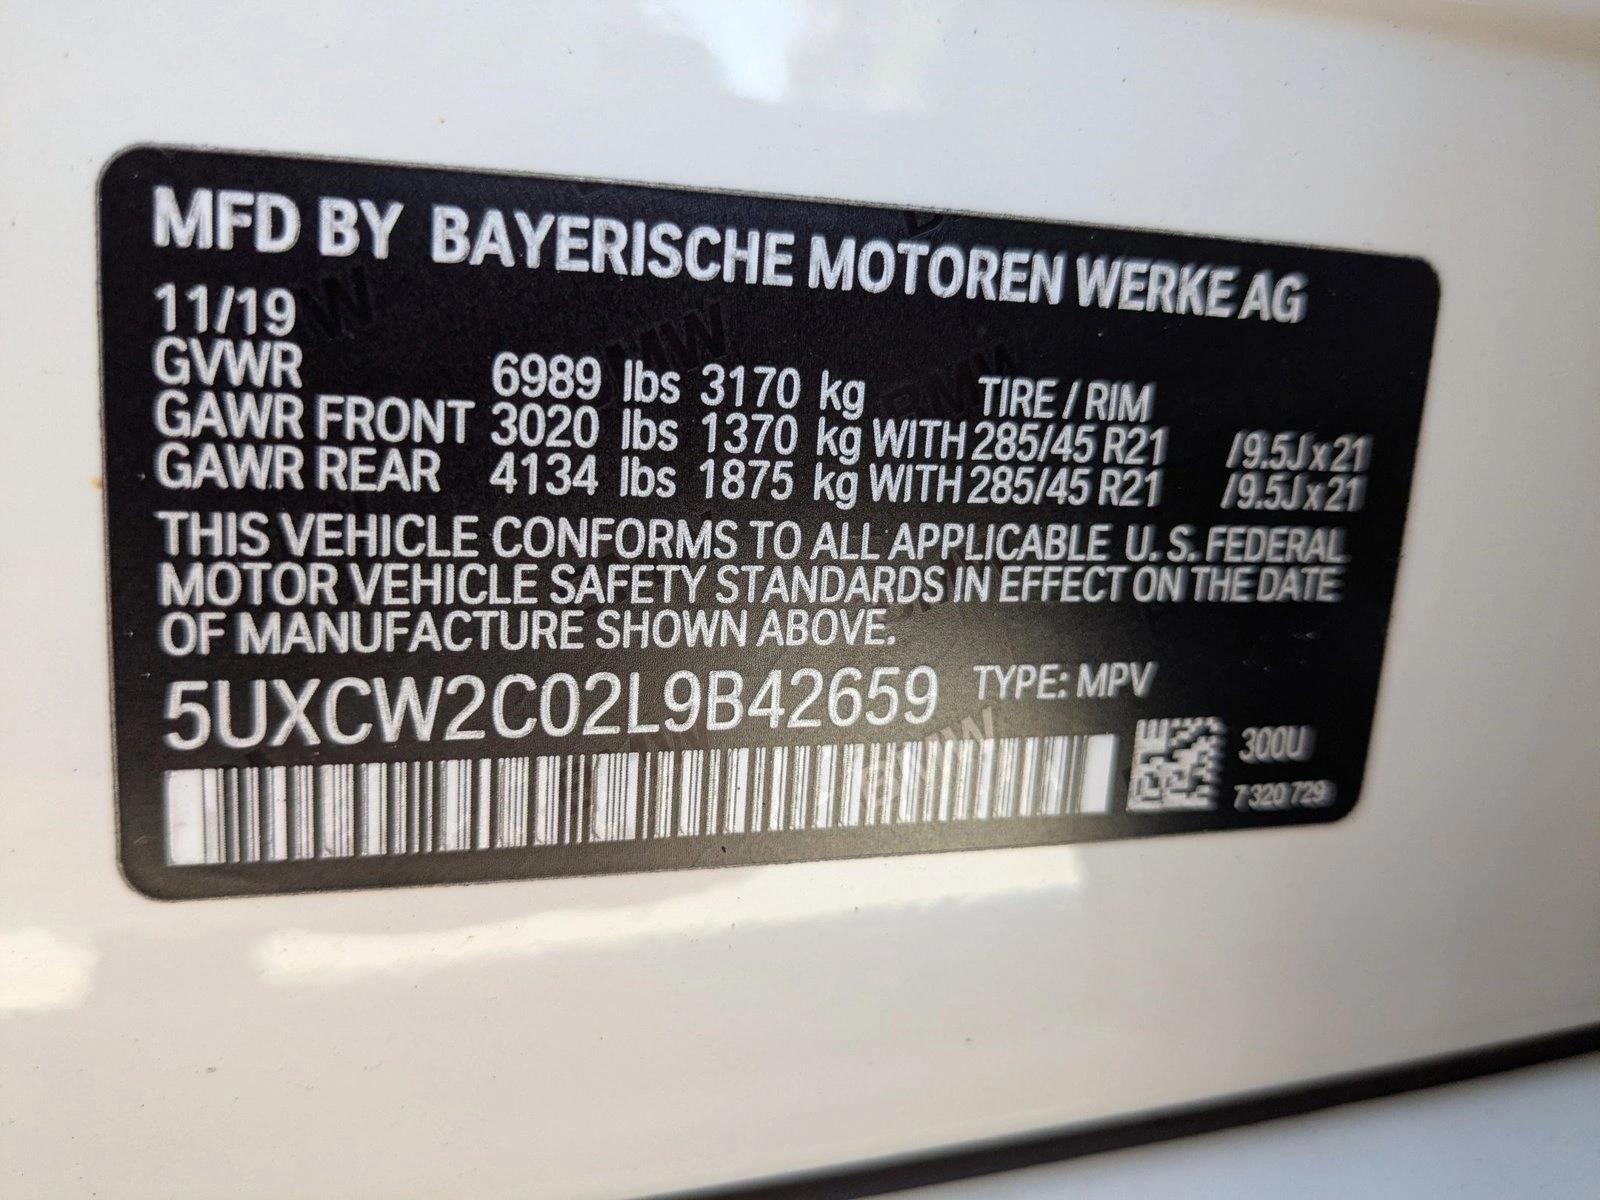 MFD BY BAYERISCHE MOTOREN WERKE AG
11/19
GVWR 6989 lbs 3170 kg TIRE / RIM
GAWR FRONT 3020 lbs 1370 kg WITH 285/45 R21 /9.5J x 21
GAWR REAR 4134 lbs 1875 kg WITH 285/45 R21 /9.5J x 21
THIS VEHICLE CONFORMS TO ALL APPLICABLE U.S. FEDERAL
MOTOR VEHICLE SAFETY STANDARDS IN EFFECT ON THE DATE
OF MANUFACTURE SHOWN ABOVE.
5UXCW2C02L9B42659 TYPE: MPV
300U
7 320 729